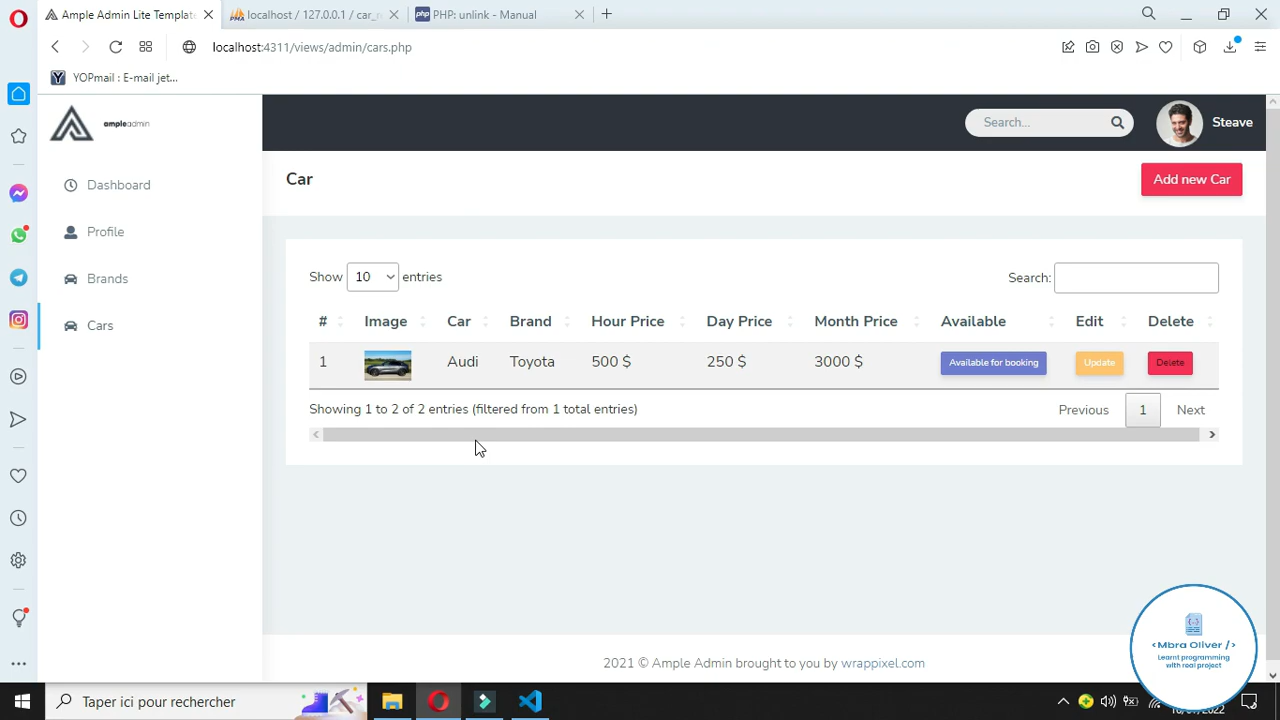 Ample Admin Lite Template
localhost / 127.0.0.1 / car_
PHP: unlink - Manual
localhost:4311/views/admin/cars.php
YOPmail : E-mail jet...
ampleadmin
Search...
Steave
Dashboard
Profile
Brands
Cars
Car
Add new Car
Show 10 entries
Search:
# Image Car Brand Hour Price Day Price Month Price Available Edit Delete
1 Audi Toyota 500 $ 250 $ 3000 $ Available for booking Update Delete
Showing 1 to 2 of 2 entries (filtered from 1 total entries)
Previous 1 Next
2021 © Ample Admin brought to you by wrappixel.com
<Mbra Oliver />
Learnt programming
with real project
Taper ici pour rechercher